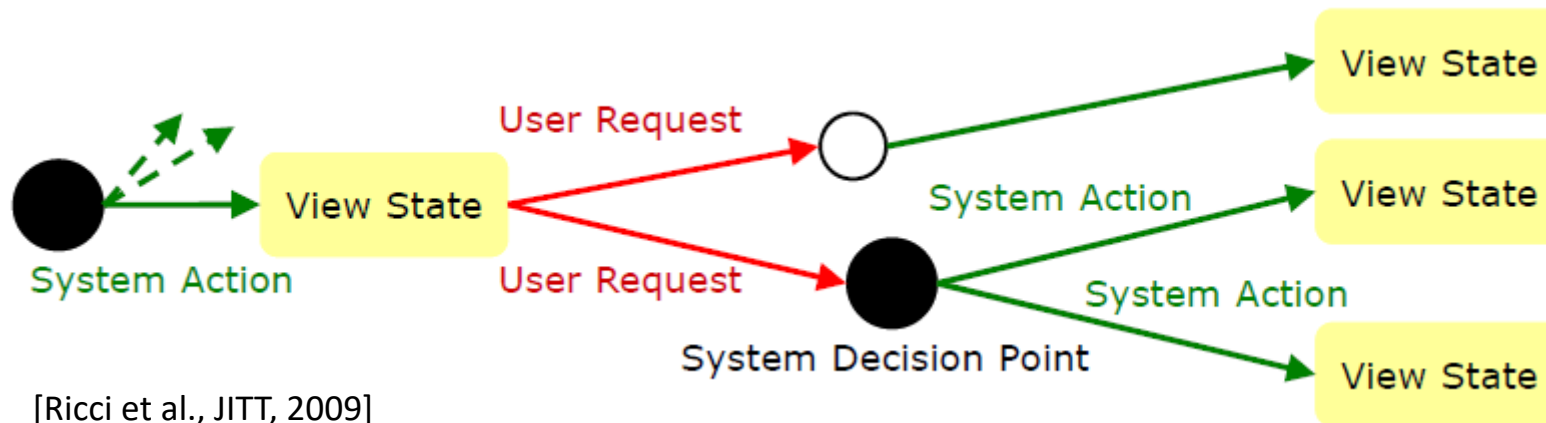 View State
User Request
View State
System Action
View State
System Action
User Request
System Action
System Decision Point
View State
[Ricci et al., JITT, 2009]